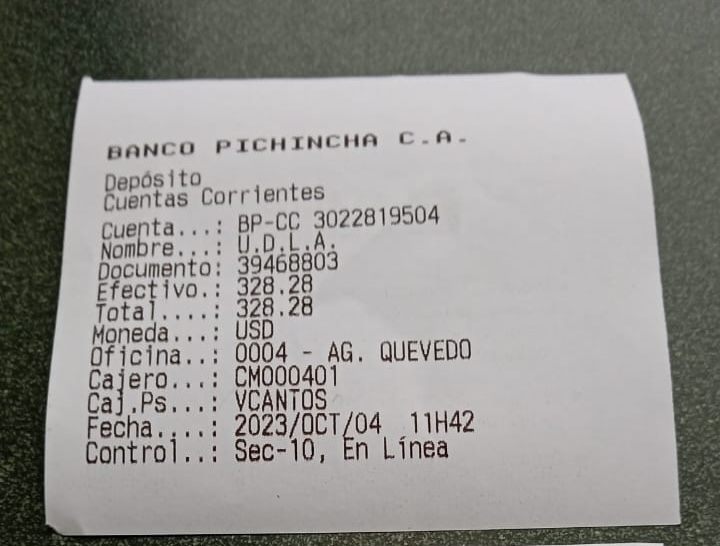 BANCO PICHINCHA C.A.
Depósito
Cuentas Corrientes
Cuenta...: BP-CC 3022819504
Nombre...: U.D.L.A.
Documento: 39468803
Efectivo.: 328.28
Total....: 328.28
Moneda...: USD
Oficina..: 0004 - AG. QUEVEDO
Cajero...: CM000401
Caj.Ps...: VCANTOS
Fecha....: 2023/OCT/04 11H42
Control..: Sec-10, En Línea